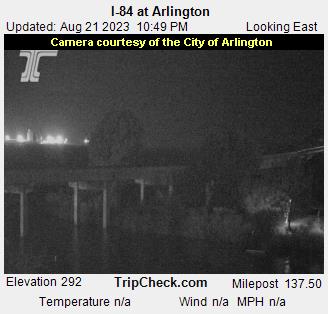 I-84 at Arlington
Updated: Aug 21 2023 10:49 PM Looking East
Camera courtesy of the City of Arlington
Elevation 292 TripCheck.com Milepost 137.50
Temperature n/a Wind n/a MPH n/a